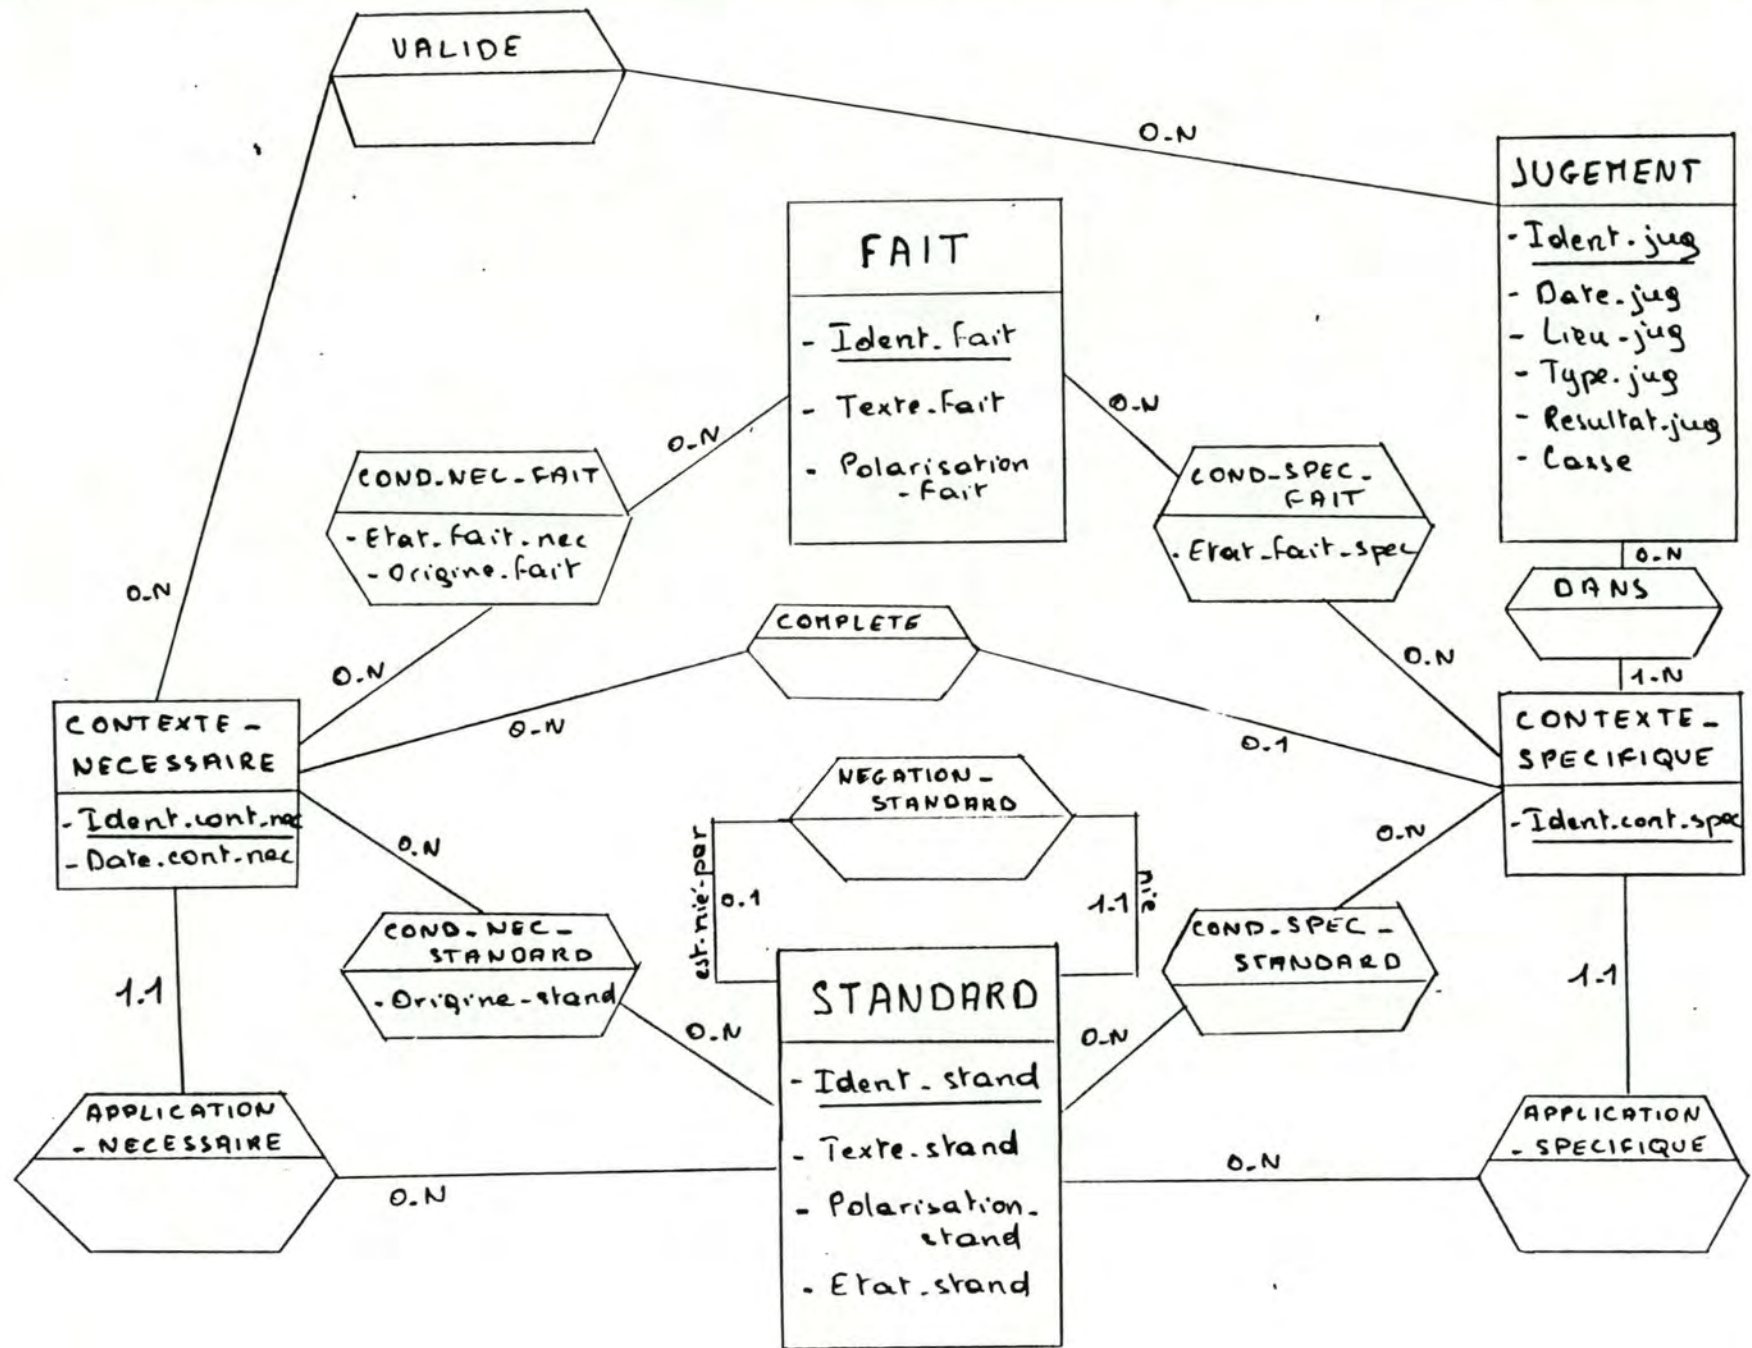 VALIDE
0-N
JUGEMENT
- Ident.jug
- Date-jug
- Lieu-jug
- Type.jug
- Resultat.jug
- Casse
FAIT
- Ident-fait
- Texte-fait
- Polarisation
-fait
0-N
0-N
COND-NEC-FAIT
- Etat-fait-nec
- Origine-fait
COND-SPEC-
FAIT
- Etat-fait-spec
0-N
DANS
0-N
COMPLETE
0-N
0-N
1-N
CONTEXTE-
NECESSAIRE
- Ident.cont.nec
- Date.cont.nec
0-N
0.1
CONTEXTE-
SPECIFIQUE
- Ident.cont.spec
NEGATION-
STANDARD
0-N
0-N
est-nié-par
0.1
1.1
nié
COND-NEC-
STANDARD
- Origine-stand
COND-SPEC-
STANDARD
1.1
1.1
STANDARD
- Ident-stand
- Texte-stand
- Polarisation-
stand
- Etat-stand
0-N
0-N
APPLICATION
- NECESSAIRE
0-N
0-N
APPLICATION
- SPECIFIQUE